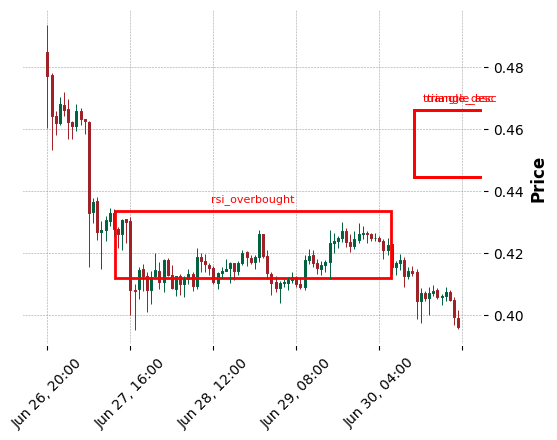 0.48
triangle_desc
0.46
Price
0.44
rsi_overbought
0.42
0.40
Jun 26, 20:00
Jun 27, 16:00
Jun 28, 12:00
Jun 29, 08:00
Jun 30, 04:00